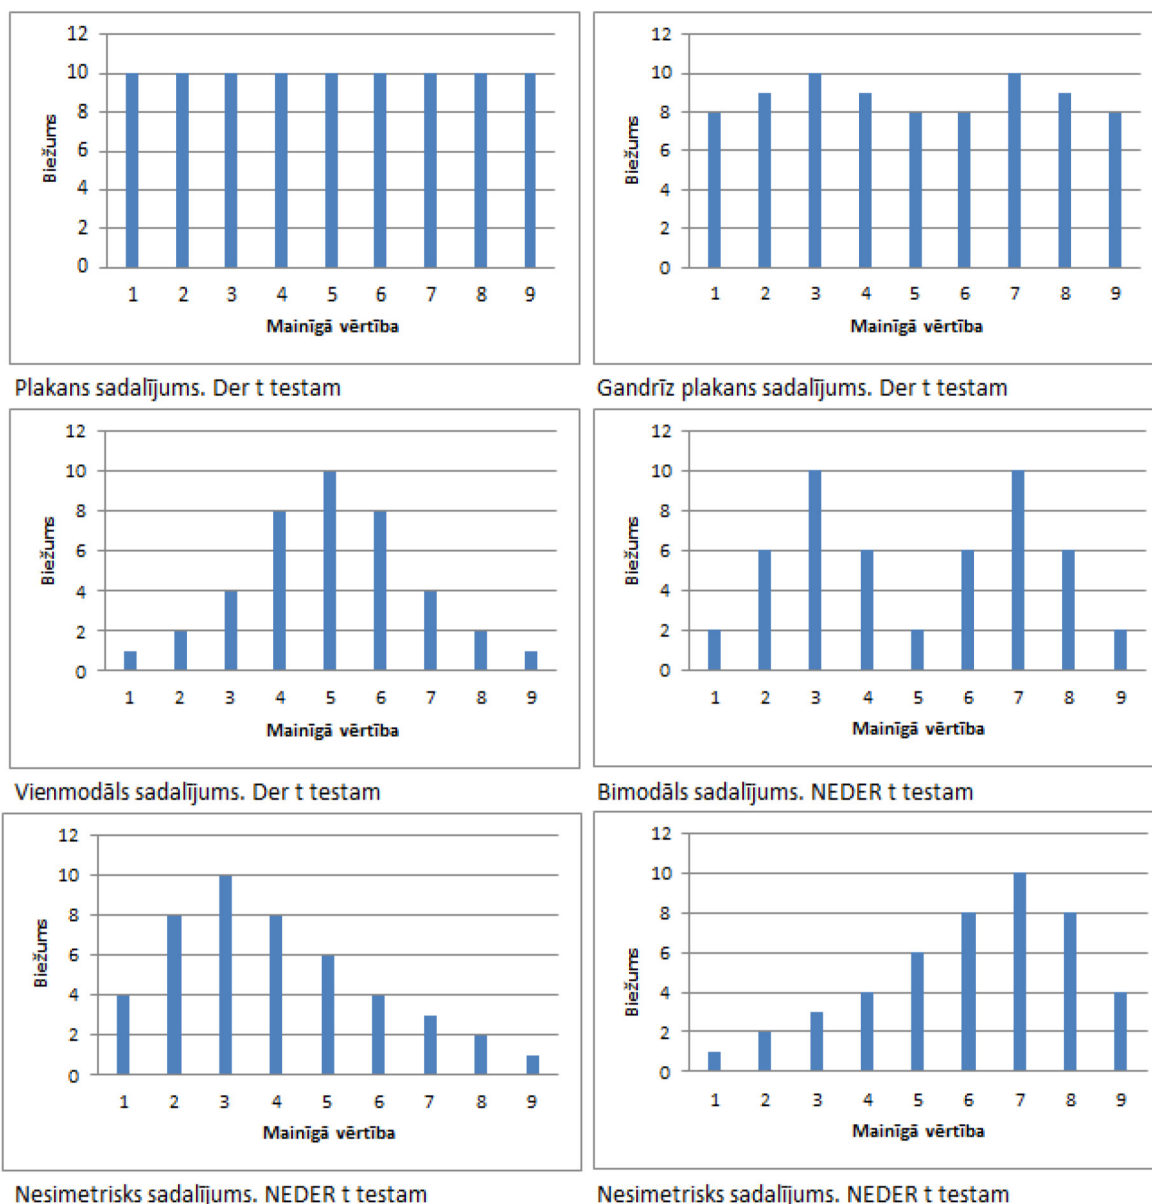 12
10
8
6
4
2
0
Biežums
1 2 3 4 5 6 7 8 9
Mainīgā vērtība
Plakans sadalījums. Der t testam
12
10
8
6
4
2
0
Biežums
1 2 3 4 5 6 7 8 9
Mainīgā vērtība
Gandrīz plakans sadalījums. Der t testam
12
10
8
6
4
2
0
Biežums
1 2 3 4 5 6 7 8 9
Mainīgā vērtība
Vienmodāls sadalījums. Der t testam
12
10
8
6
4
2
0
Biežums
1 2 3 4 5 6 7 8 9
Mainīgā vērtība
Bimodāls sadalījums. NEDER t testam
12
10
8
6
4
2
0
Biežums
1 2 3 4 5 6 7 8 9
Mainīgā vērtība
Nesimetrisks sadalījums. NEDER t testam
12
10
8
6
4
2
0
Biežums
1 2 3 4 5 6 7 8 9
Mainīgā vērtība
Nesimetrisks sadalījums. NEDER t testam